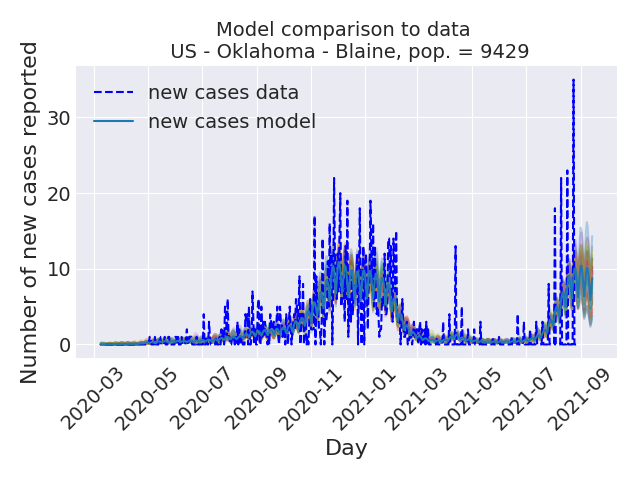 Model comparison to data
US - Oklahoma - Blaine, pop. = 9429
Number of new cases reported
new cases data
new cases model
30
20
10
0
2020-03
2020-05
2020-07
2020-09
2020-11
2021-01
2021-03
2021-05
2021-07
2021-09
Day